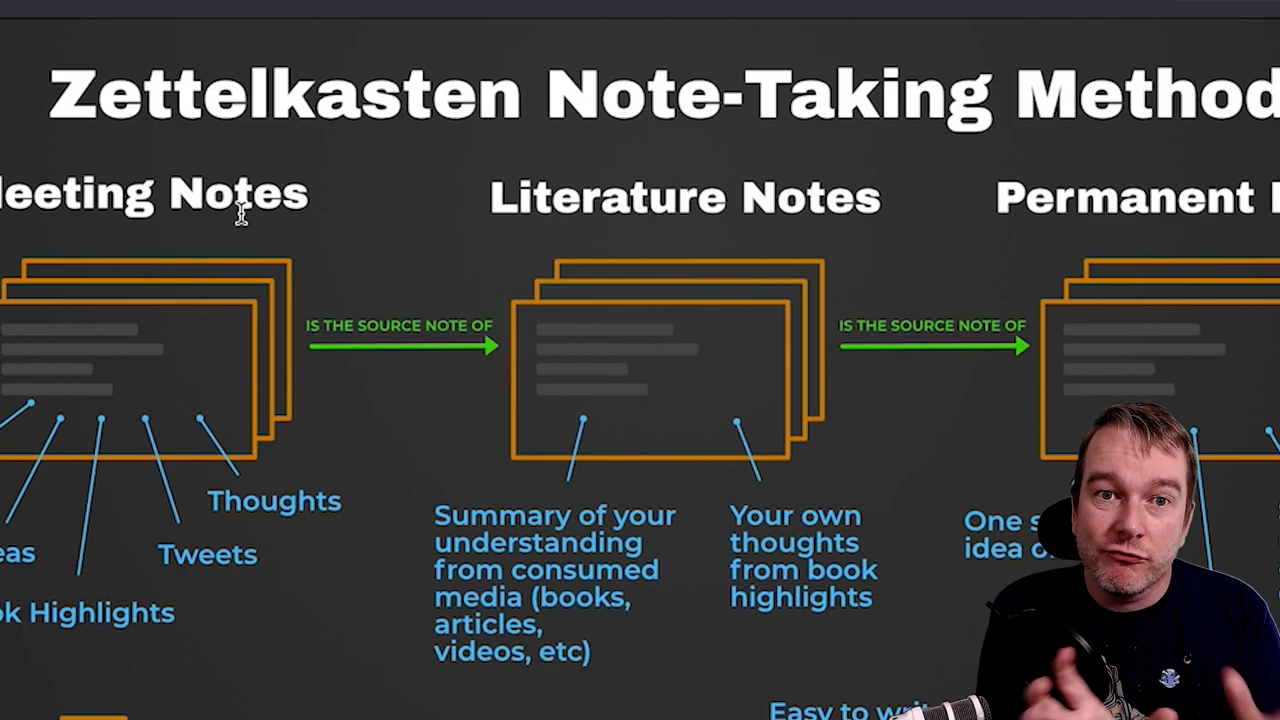 Zettelkasten Note-Taking Method
leeting Notes
Literature Notes
Permanent
IS THE SOURCE NOTE OF
IS THE SOURCE NOTE OF
Thoughts
Tweets
eas
ok Highlights
Summary of your
understanding
from consumed
media (books,
articles,
videos, etc)
Your own
thoughts
from book
highlights
One
idea
Easy to